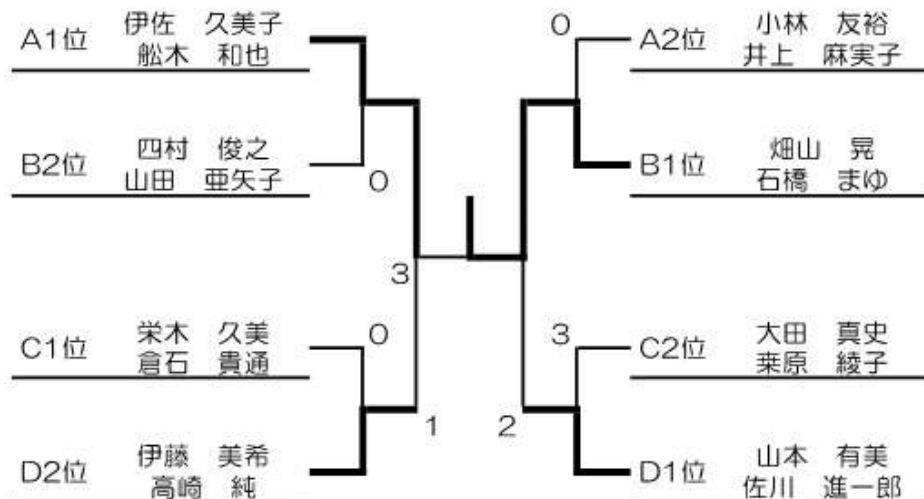 A1位 伊佐 久美子
舩木 和也
B2位 四村 俊之
山田 亜矢子
0
3
C1位 栄木 久美
倉石 貴通
0
D2位 伊藤 美希
高崎 純
1
0
A2位 小林 友裕
井上 麻実子
B1位 畑山 晃
石橋 まゆ
3
C2位 大田 真史
桒原 綾子
2
D1位 山本 有美
佐川 進一郎